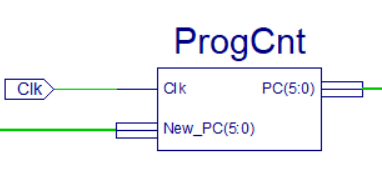 ProgCnt
Clk
Clk PC(5:0)
New_PC(5:0)